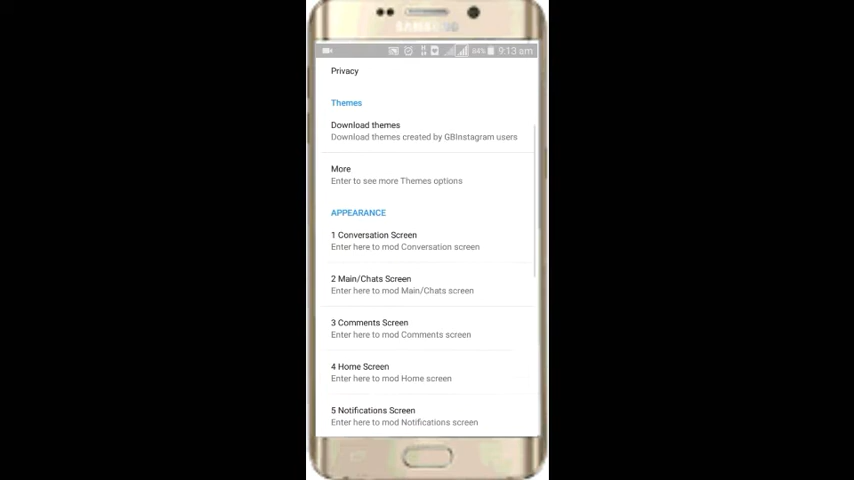 SAMSUNG
84% 9:13 am
Privacy
Themes
Download themes
Download themes created by GBInstagram users
More
Enter to see more Themes options
APPEARANCE
1 Conversation Screen
Enter here to mod Conversation screen
2 Main/Chats Screen
Enter here to mod Main/Chats screen
3 Comments Screen
Enter here to mod Comments screen
4 Home Screen
Enter here to mod Home screen
5 Notifications Screen
Enter here to mod Notifications screen